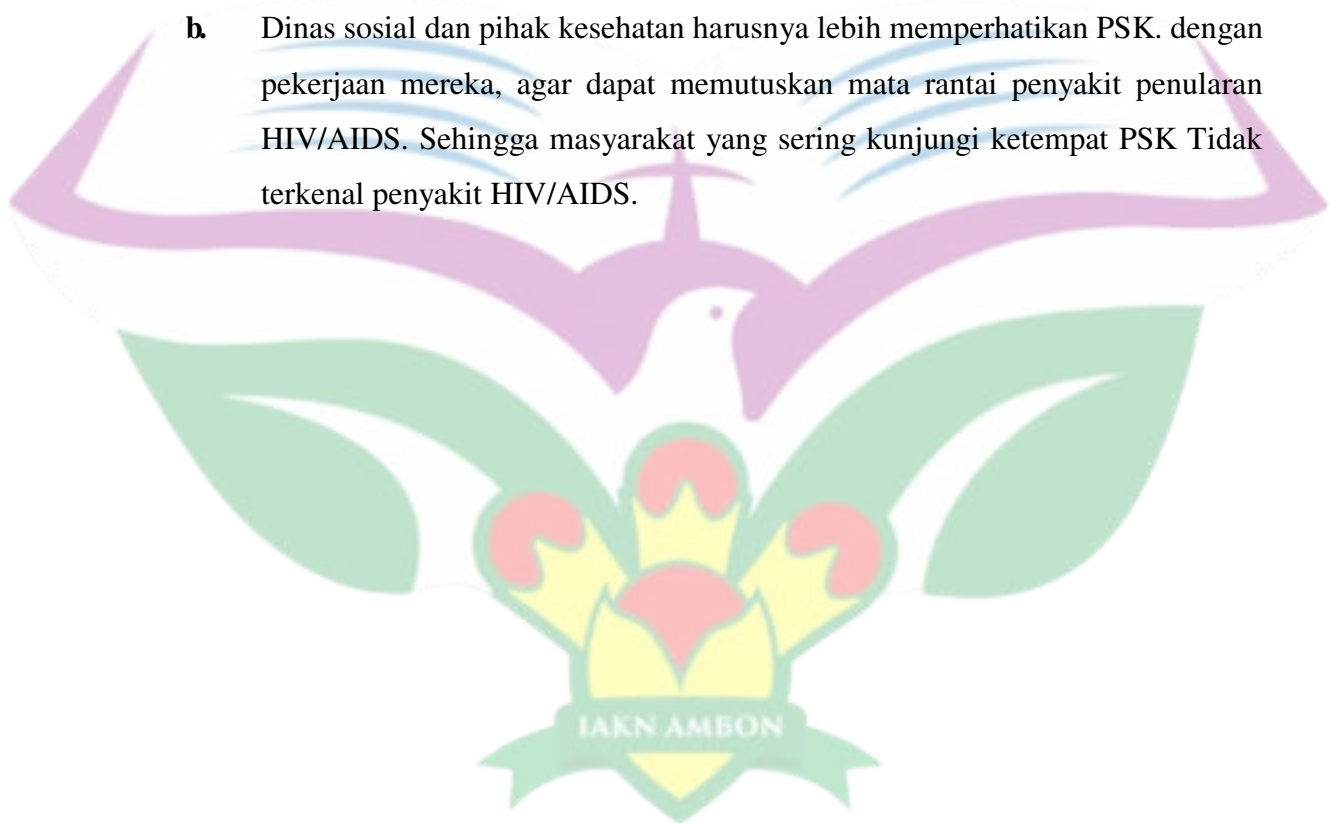 b. Dinas sosial dan pihak kesehatan harusnya lebih memperhatikan PSK. dengan
pekerjaan mereka, agar dapat memutuskan mata rantai penyakit penularan
HIV/AIDS. Sehingga masyarakat yang sering kunjungi ketempat PSK Tidak
terkenal penyakit HIV/AIDS.
IAKN AMBON